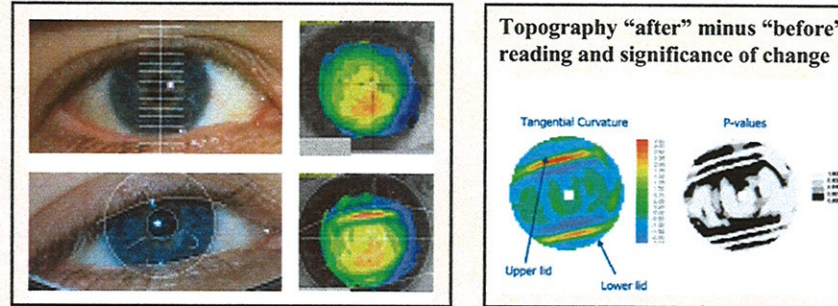 Topography “after” minus “before”
reading and significance of change
Tangential Curvature
P-values
Upper lid
Lower lid